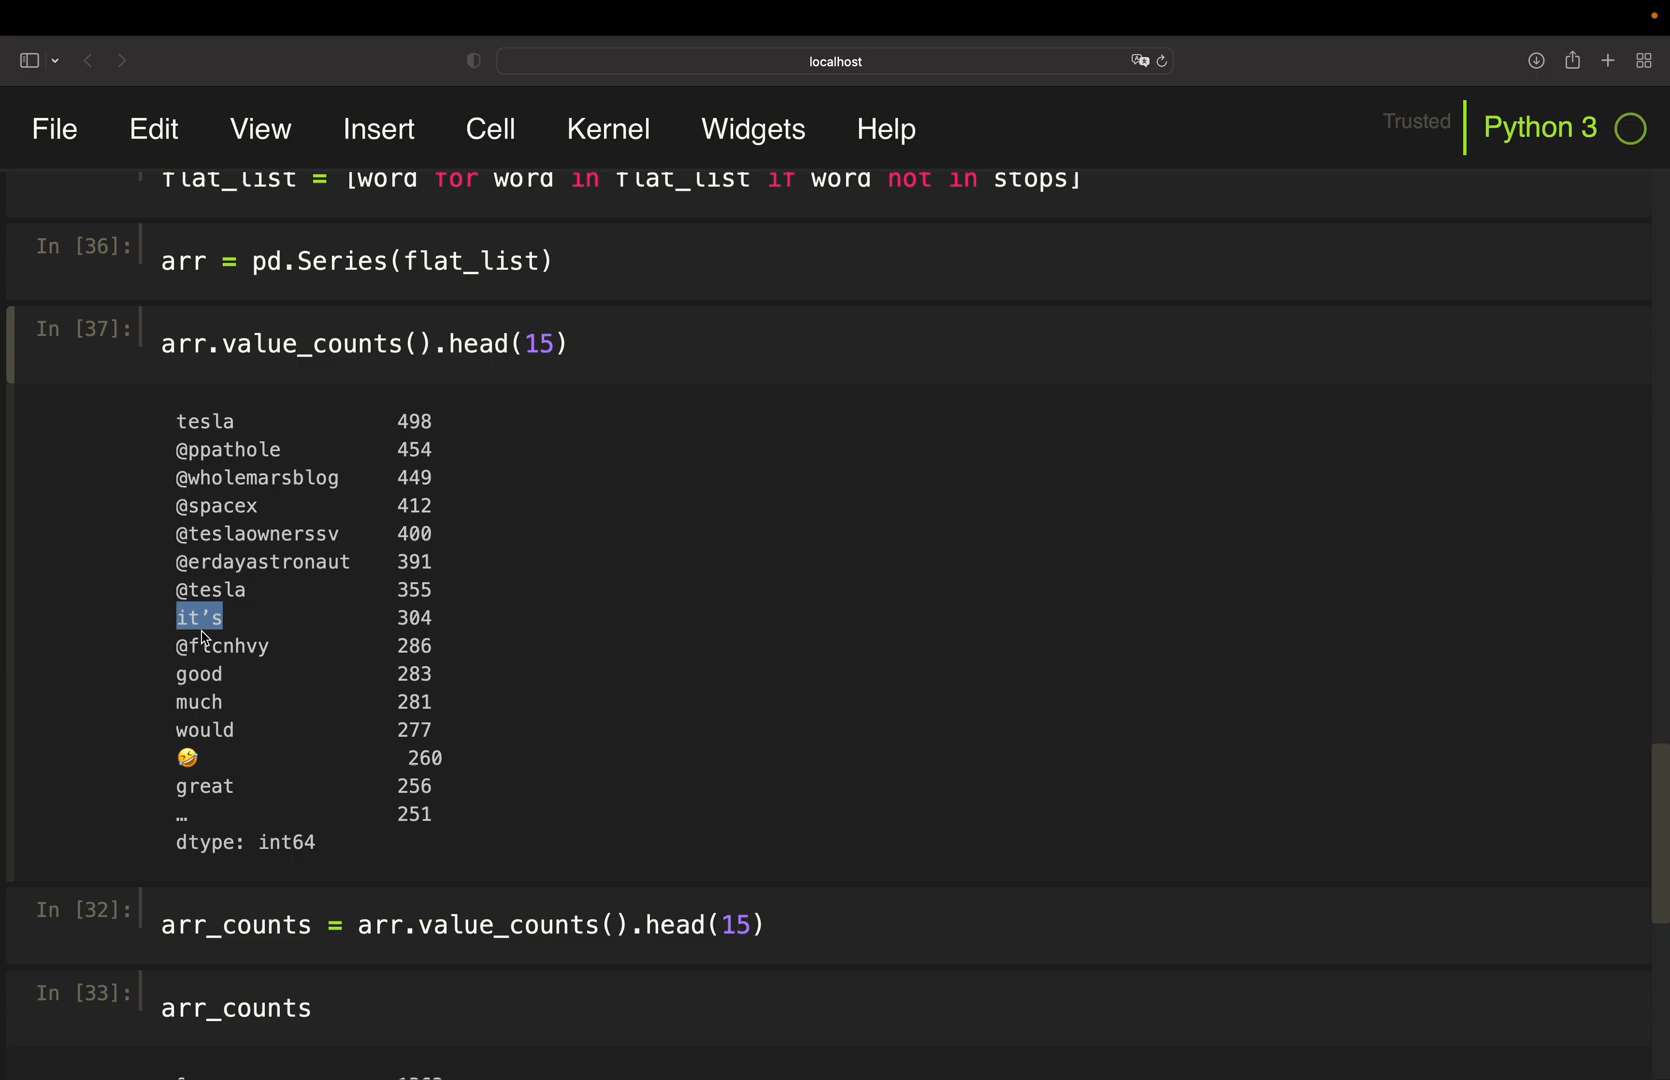 localhost
File Edit View Insert Cell Kernel Widgets Help Trusted Python 3
flat_list = [word for word in flat_list if word not in stops]
In [36]: arr = pd.Series(flat_list)
In [37]: arr.value_counts().head(15)
tesla 498
@ppathole 454
@wholemarsblog 449
@spacex 412
@teslaownerssv 400
@erdayastronaut 391
@tesla 355
it’s 304
286
good 283
much 281
would 277
🤣 260
great 256
… 251
dtype: int64
In [32]: arr_counts = arr.value_counts().head(15)
In [33]: arr_counts